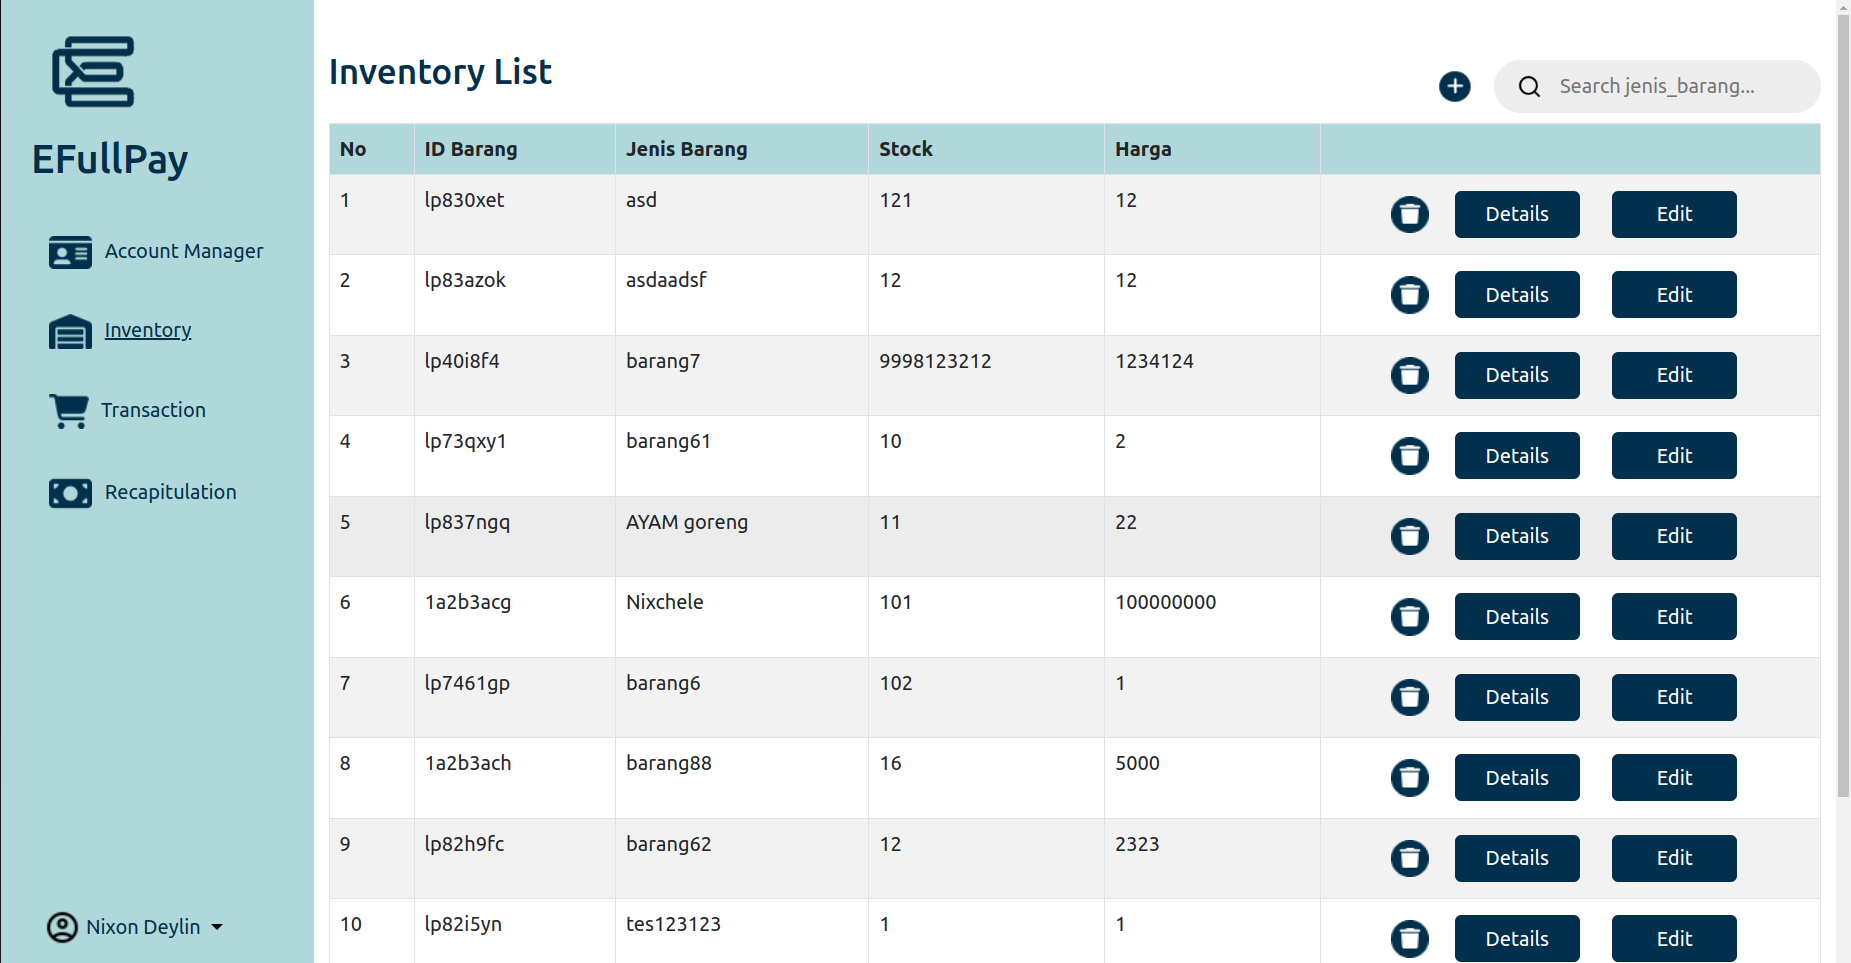 EFullPay
Account Manager
Inventory
Transaction
Recapitulation
Nixon Deylin
Inventory List
Search jenis_barang...
No ID Barang Jenis Barang Stock Harga
1 lp830xet asd 121 12 Details Edit
2 lp83azok asdaadsf 12 12 Details Edit
3 lp40i8f4 barang7 9998123212 1234124 Details Edit
4 lp73qxy1 barang61 10 2 Details Edit
5 lp837ngq AYAM goreng 11 22 Details Edit
6 1a2b3acg Nixchele 101 100000000 Details Edit
7 lp7461gp barang6 102 1 Details Edit
8 1a2b3ach barang88 16 5000 Details Edit
9 lp82h9fc barang62 12 2323 Details Edit
10 lp82i5yn tes123123 1 1 Details Edit